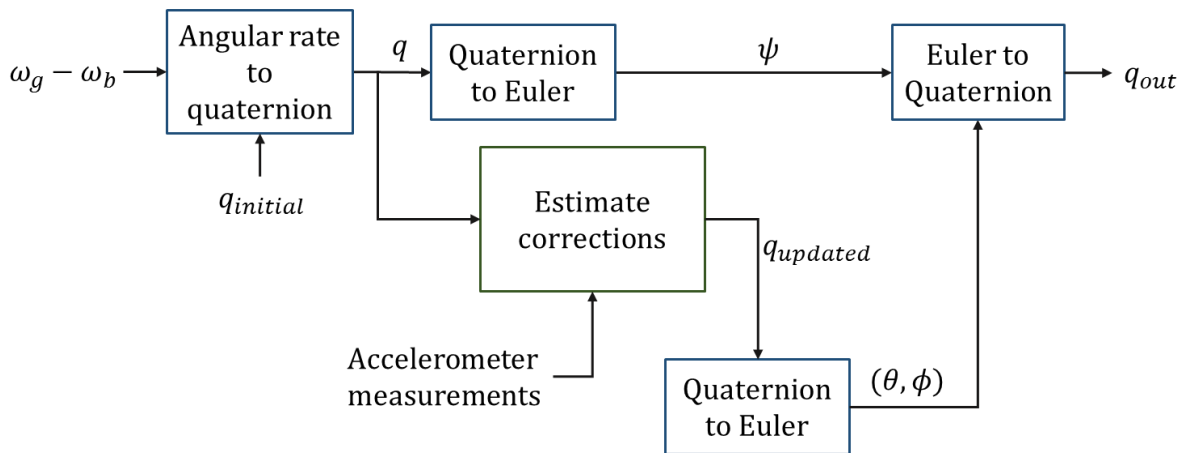 Angular rate
to
quaternion
ω_g − ω_b
q
Quaternion
to Euler
ψ
Euler to
Quaternion
q_out
q_initial
Estimate
corrections
q_updated
Accelerometer
measurements
Quaternion
to Euler
(θ, ϕ)